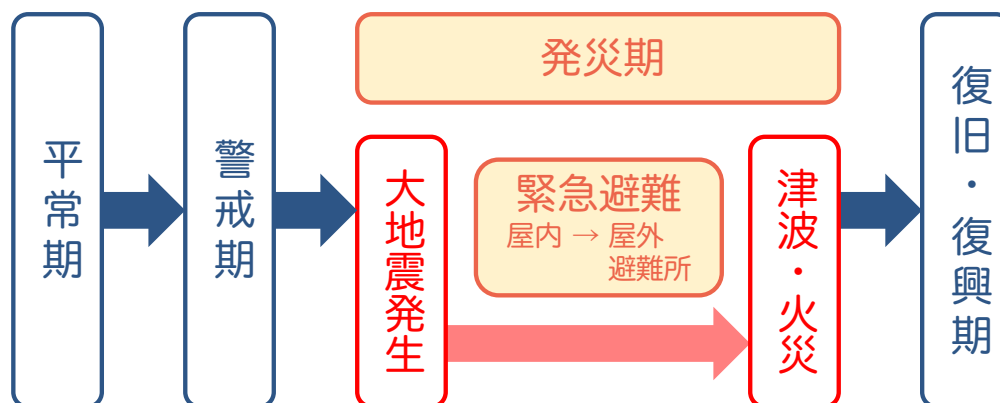 平常期
警戒期
発災期
大地震発生
緊急避難
屋内 → 屋外
避難所
津波・火災
復旧・復興期